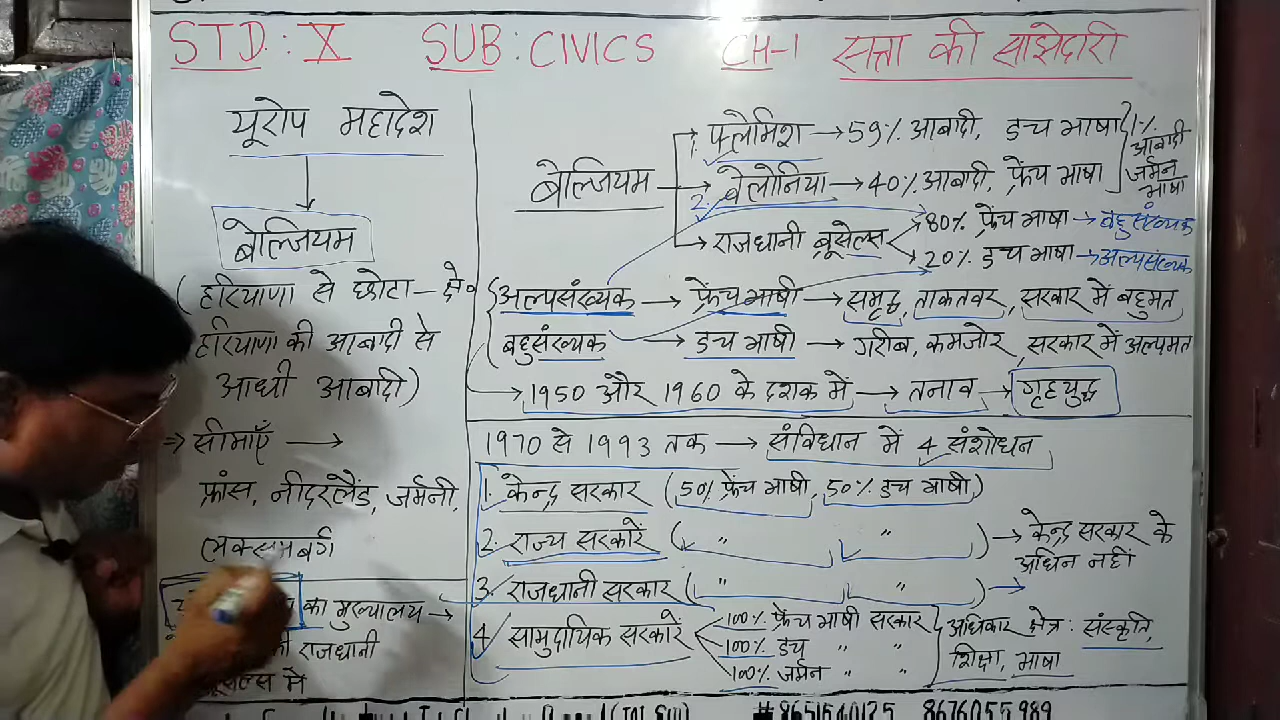 STD: X SUB: CIVICS CH-1 सत्ता की साझेदारी
यूरोप महादेश
बेल्जियम
(हरियाणा से छोटा - क्षे०
हरियाणा की आबादी से
आधी आबादी)
⇒ सीमाएँ →
फ्रांस, नीदरलैंड, जर्मनी,
लक्समबर्ग
का मुख्यालय →
की राजधानी
में
बेल्जियम
1. फ्लेमिश → 59% आबादी, डच भाषा
2. वेलोनिया → 40% आबादी, फ्रेंच भाषा
1% आबादी जर्मन भाषा
→ राजधानी ब्रूसेल्स
80% फ्रेंच भाषा → बहुसंख्यक
20% डच भाषा → अल्पसंख्यक
अल्पसंख्यक → फ्रेंच भाषी → समृद्ध, ताकतवर, सरकार में बहुमत
बहुसंख्यक → डच भाषी → गरीब, कमजोर, सरकार में अल्पमत
→ 1950 और 1960 के दशक में → तनाव → गृहयुद्ध
1970 से 1993 तक → संविधान में 4 संशोधन
1. केन्द्र सरकार (50% फ्रेंच भाषी, 50% डच भाषी)
2. राज्य सरकारें ( " " ) → केन्द्र सरकार के
अधिन नहीं
3. राजधानी सरकार ( " " ) →
4. सामुदायिक सरकारें
100% फ्रेंच भाषी सरकार
100% डच " "
100% जर्मन " "
अधिकार क्षेत्र : संस्कृति,
शिक्षा, भाषा
# 8651540125 8676055989